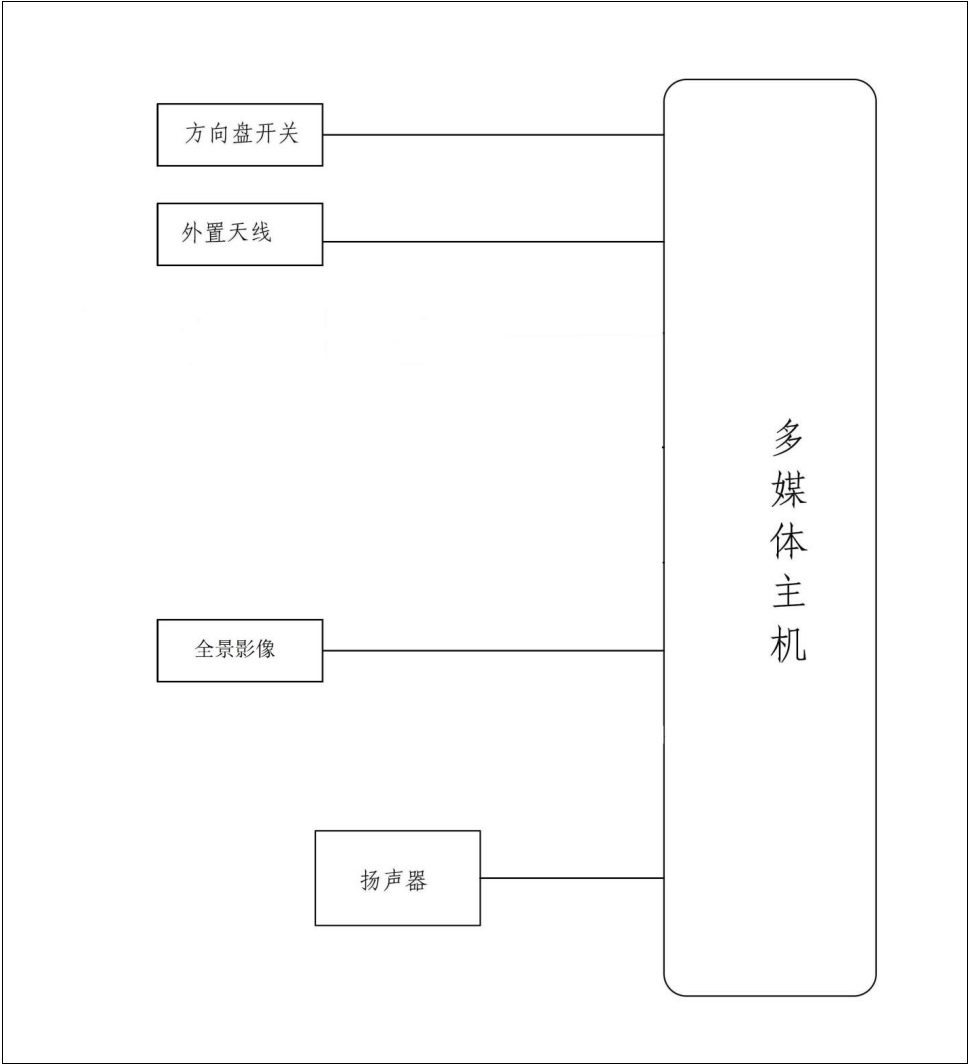 方向盘开关
外置天线
全景影像
扬声器
多媒体主机